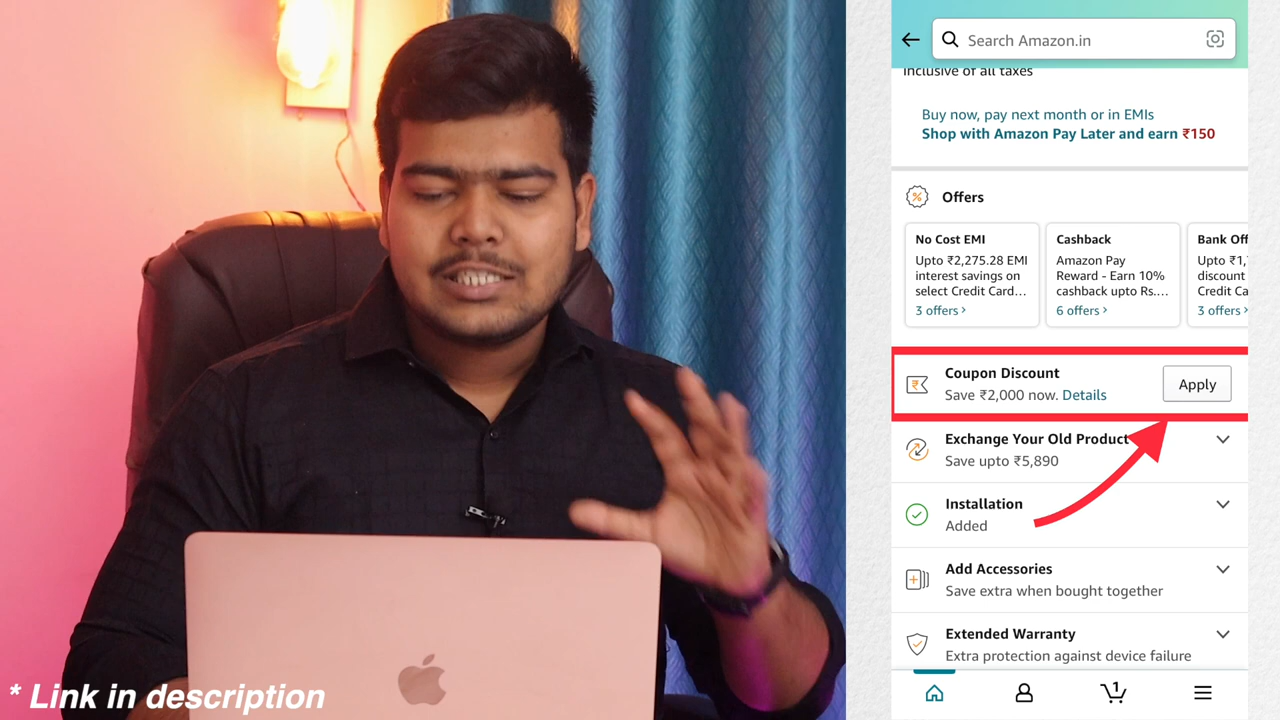 Search Amazon.in
Inclusive of all taxes
Buy now, pay next month or in EMIs
Shop with Amazon Pay Later and earn ₹150
Offers
No Cost EMI
Upto ₹2,275.28 EMI
interest savings on
select Credit Card…
3 offers ›
Cashback
Amazon Pay
Reward - Earn 10%
cashback upto Rs.…
6 offers ›
Bank Off
Upto ₹1,
discount
Credit Ca
3 offers ›
Coupon Discount
Save ₹2,000 now. Details
Apply
Exchange Your Old Product
Save upto ₹5,890
Installation
Added
Add Accessories
Save extra when bought together
Extended Warranty
Extra protection against device failure
1
* Link in description